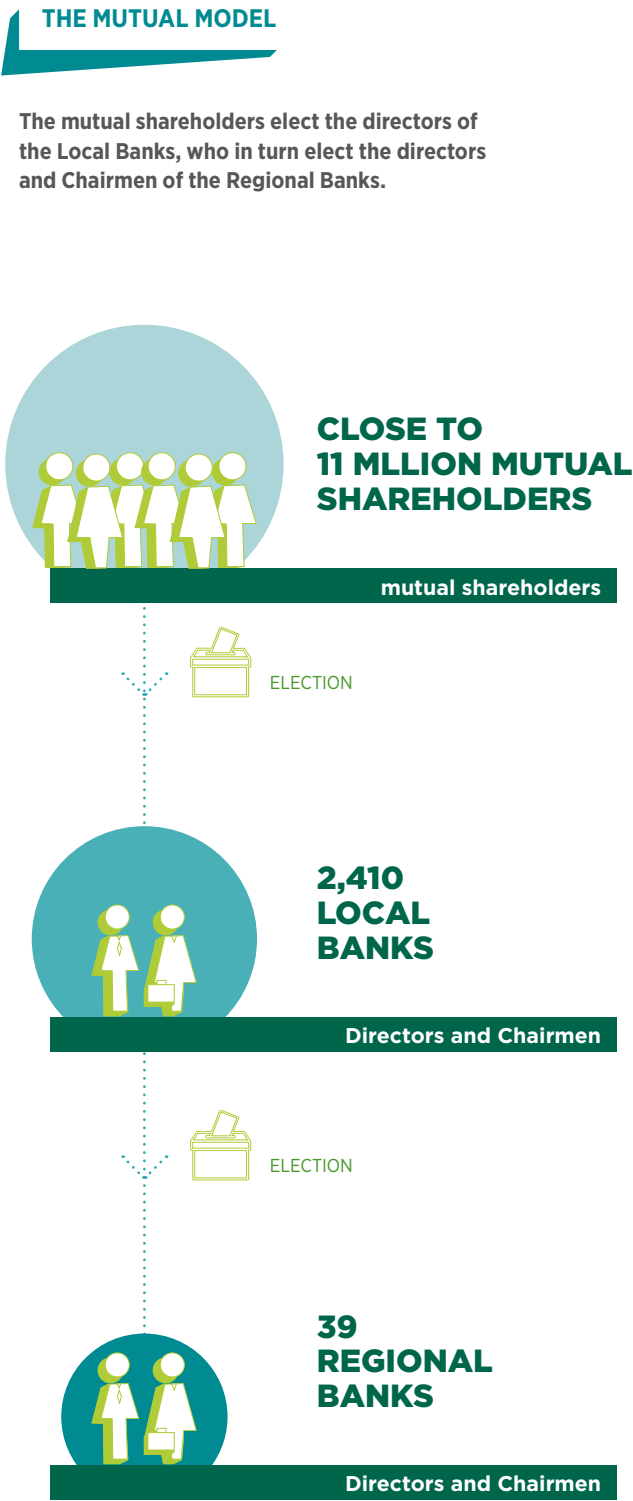 THE MUTUAL MODEL
The mutual shareholders elect the directors of
the Local Banks, who in turn elect the directors
and Chairmen of the Regional Banks.
CLOSE TO
11 MLLION MUTUAL
SHAREHOLDERS
mutual shareholders
ELECTION
2,410
LOCAL
BANKS
Directors and Chairmen
ELECTION
39
REGIONAL
BANKS
Directors and Chairmen